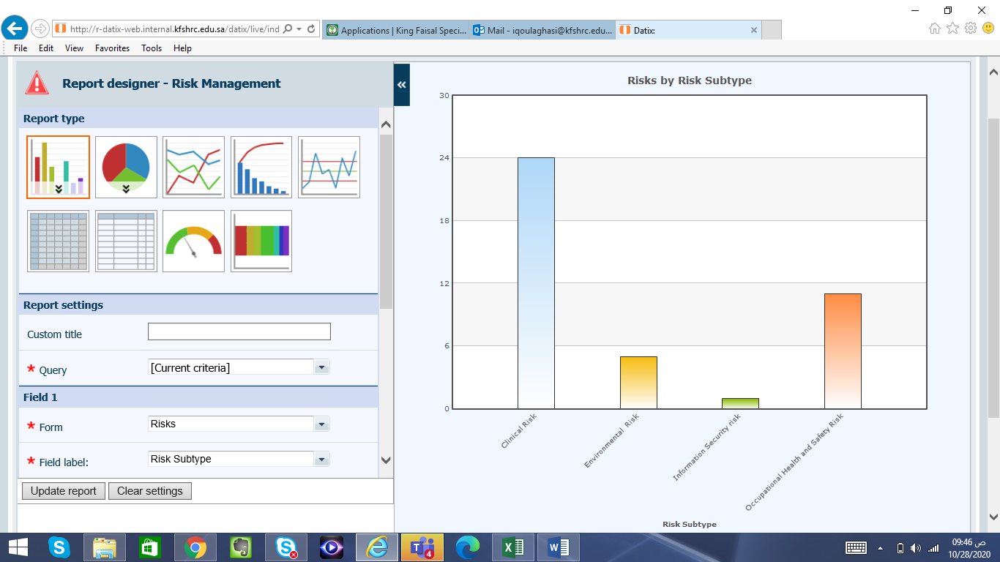 http://r-datix-web.internal.kfshrc.edu.sa/datix/live/ind
Applications | King Faisal Speci...
Mail - iqoulaghasi@kfshrc.edu...
Datix:
File Edit View Favorites Tools Help
Report designer - Risk Management
Report type
Report settings
Custom title
* Query [Current criteria]
Field 1
* Form Risks
* Field label: Risk Subtype
Update report Clear settings
Risks by Risk Subtype
30
24
18
12
6
0
Clinical Risk
Environmental Risk
Information Security risk
Occupational Health and Safety Risk
Risk Subtype
4
09:46 ص
10/28/2020